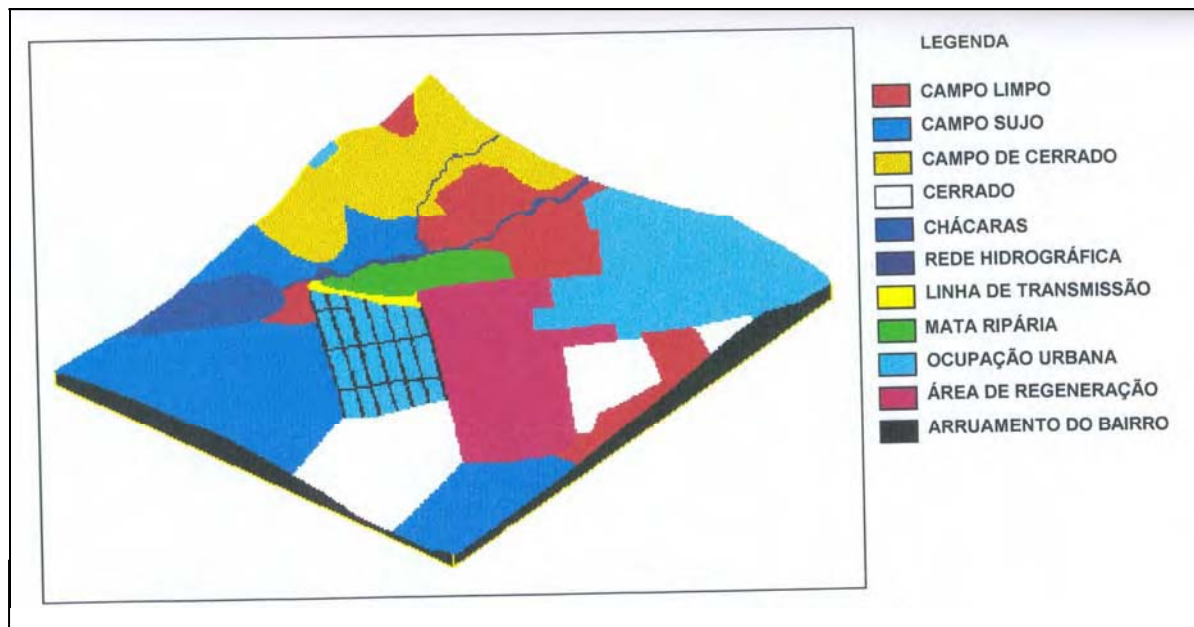 LEGENDA
CAMPO LIMPO
CAMPO SUJO
CAMPO DE CERRADO
CERRADO
CHÁCARAS
REDE HIDROGRÁFICA
LINHA DE TRANSMISSÃO
MATA RIPÁRIA
OCUPAÇÃO URBANA
ÁREA DE REGENERAÇÃO
ARRUAMENTO DO BAIRRO